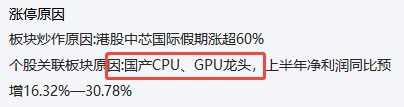 涨停原因
板块炒作原因:港股中芯国际假期涨超60%
个股关联板块原因:国产CPU、GPU龙头，上半年净利润同比预
增16.32%—30.78%